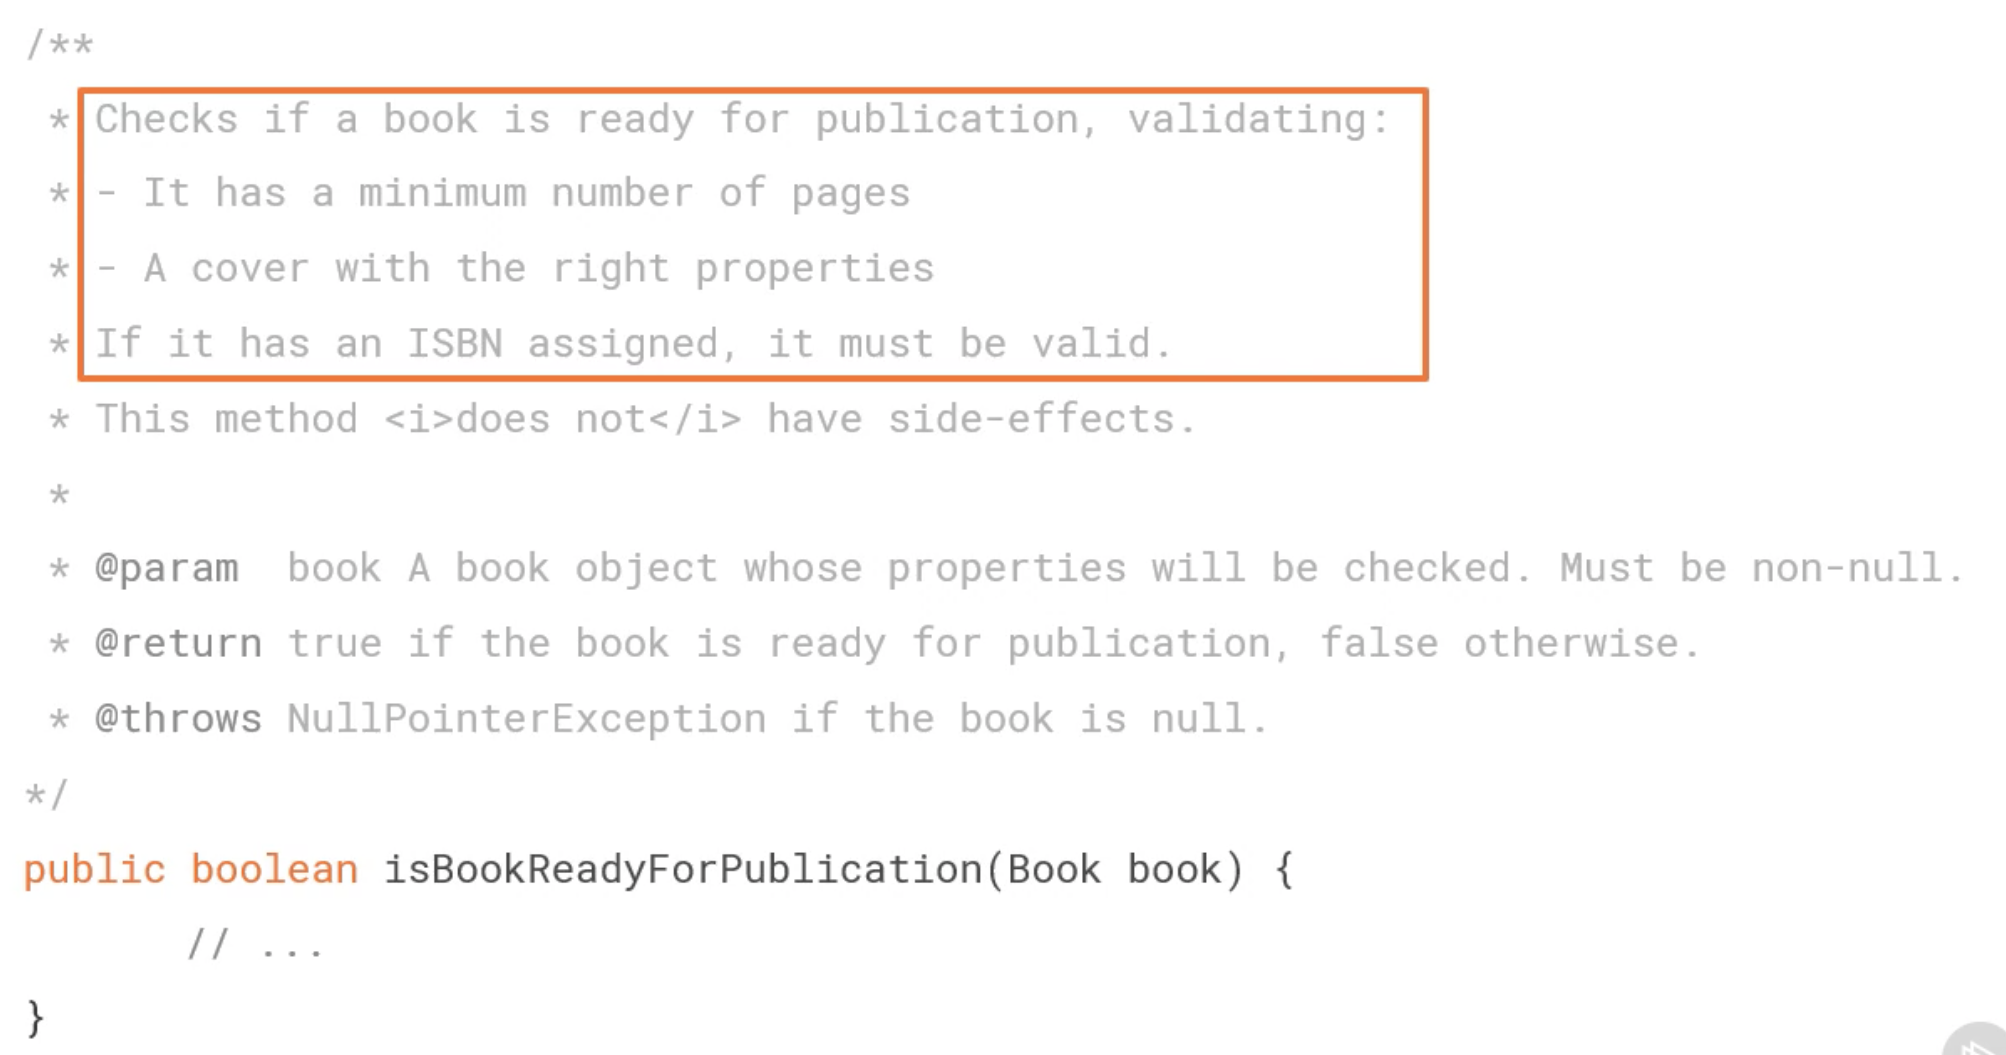 /**
 * Checks if a book is ready for publication, validating:
 * - It has a minimum number of pages
 * - A cover with the right properties
 * If it has an ISBN assigned, it must be valid.
 * This method <i>does not</i> have side-effects.
 *
 * @param  book A book object whose properties will be checked. Must be non-null.
 * @return true if the book is ready for publication, false otherwise.
 * @throws NullPointerException if the book is null.
*/
public boolean isBookReadyForPublication(Book book) {
      // ...
}